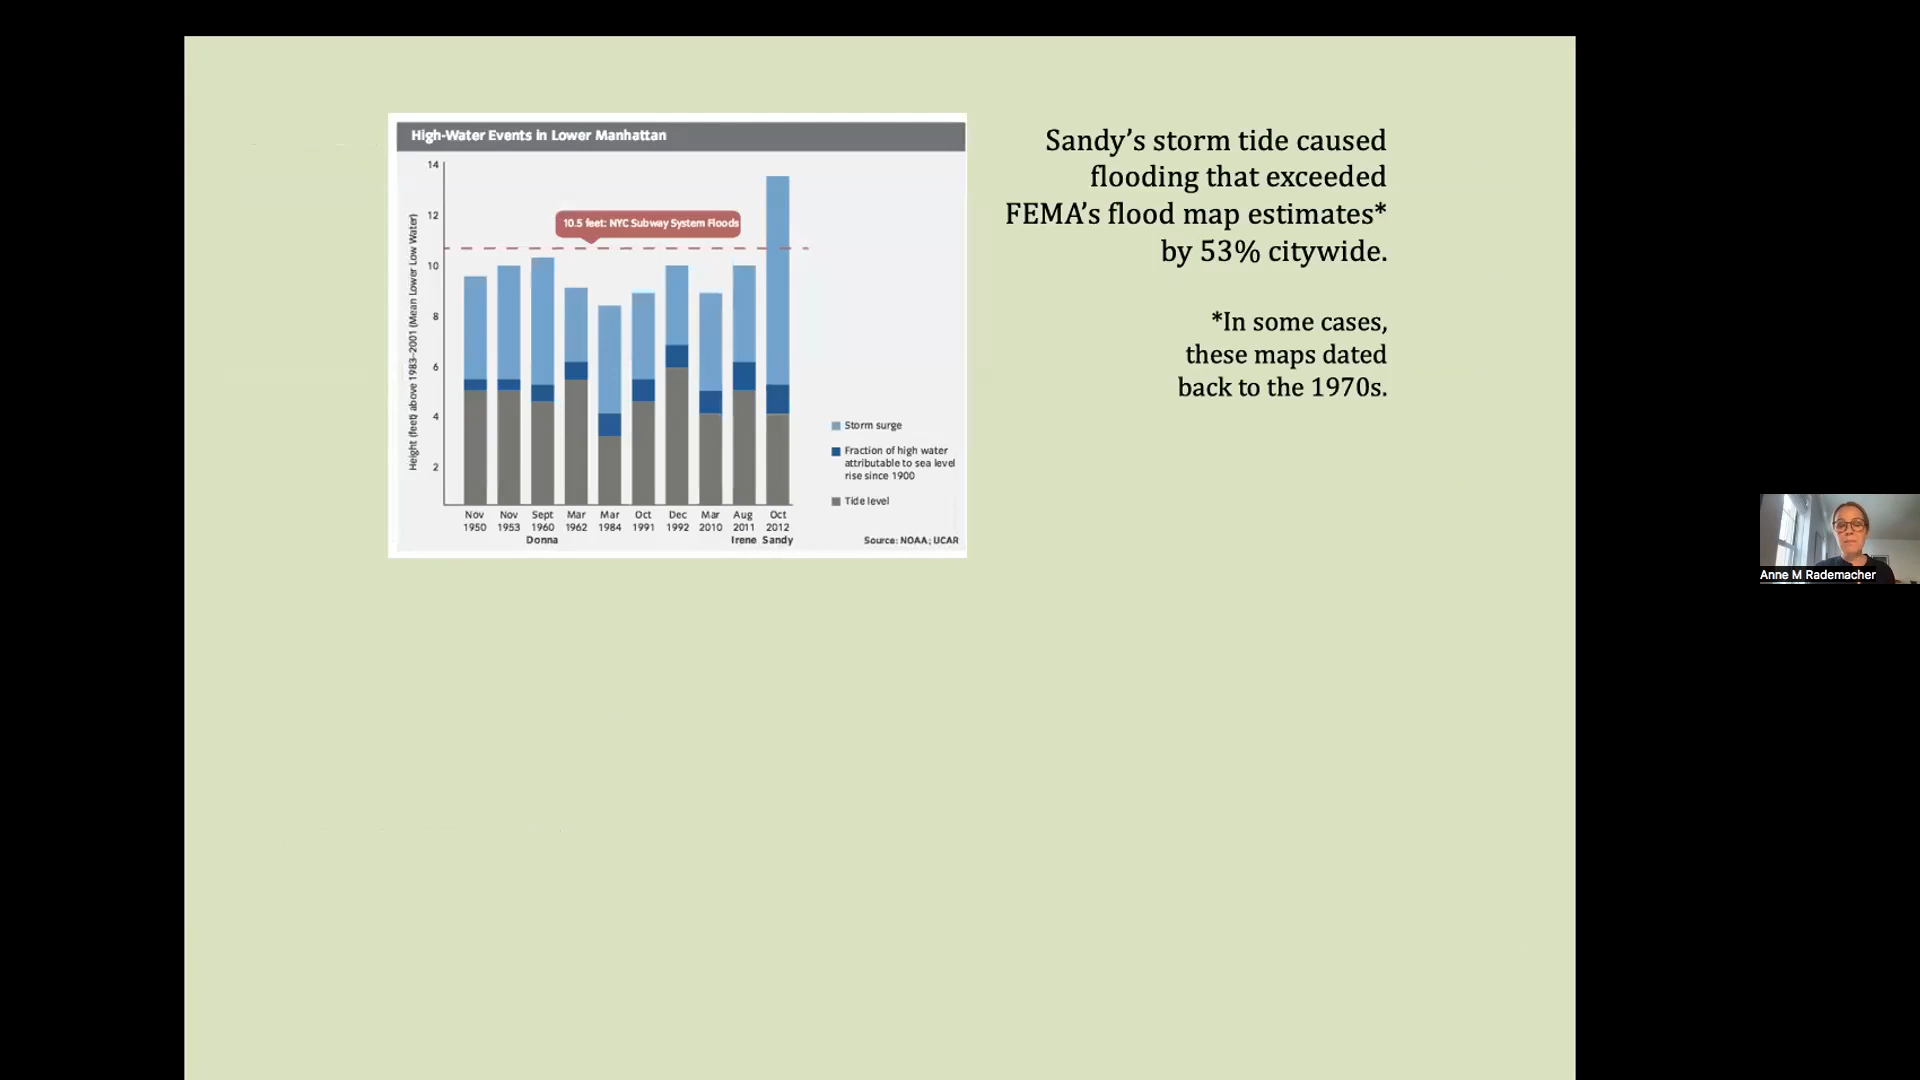 High-Water Events in Lower Manhattan
14
12
10
8
6
4
2
Height (feet) above 1983–2001 (Mean Lower Low Water)
10.5 feet: NYC Subway System Floods
Storm surge
Fraction of high water
attributable to sea level
rise since 1900
Tide level
Nov Nov Sept Mar Mar Oct Dec Mar Aug Oct
1950 1953 1960 1962 1984 1991 1992 2010 2011 2012
Donna Irene Sandy
Source: NOAA; UCAR
Sandy’s storm tide caused
flooding that exceeded
FEMA’s flood map estimates*
by 53% citywide.
*In some cases,
these maps dated
back to the 1970s.
Anne M Rademacher